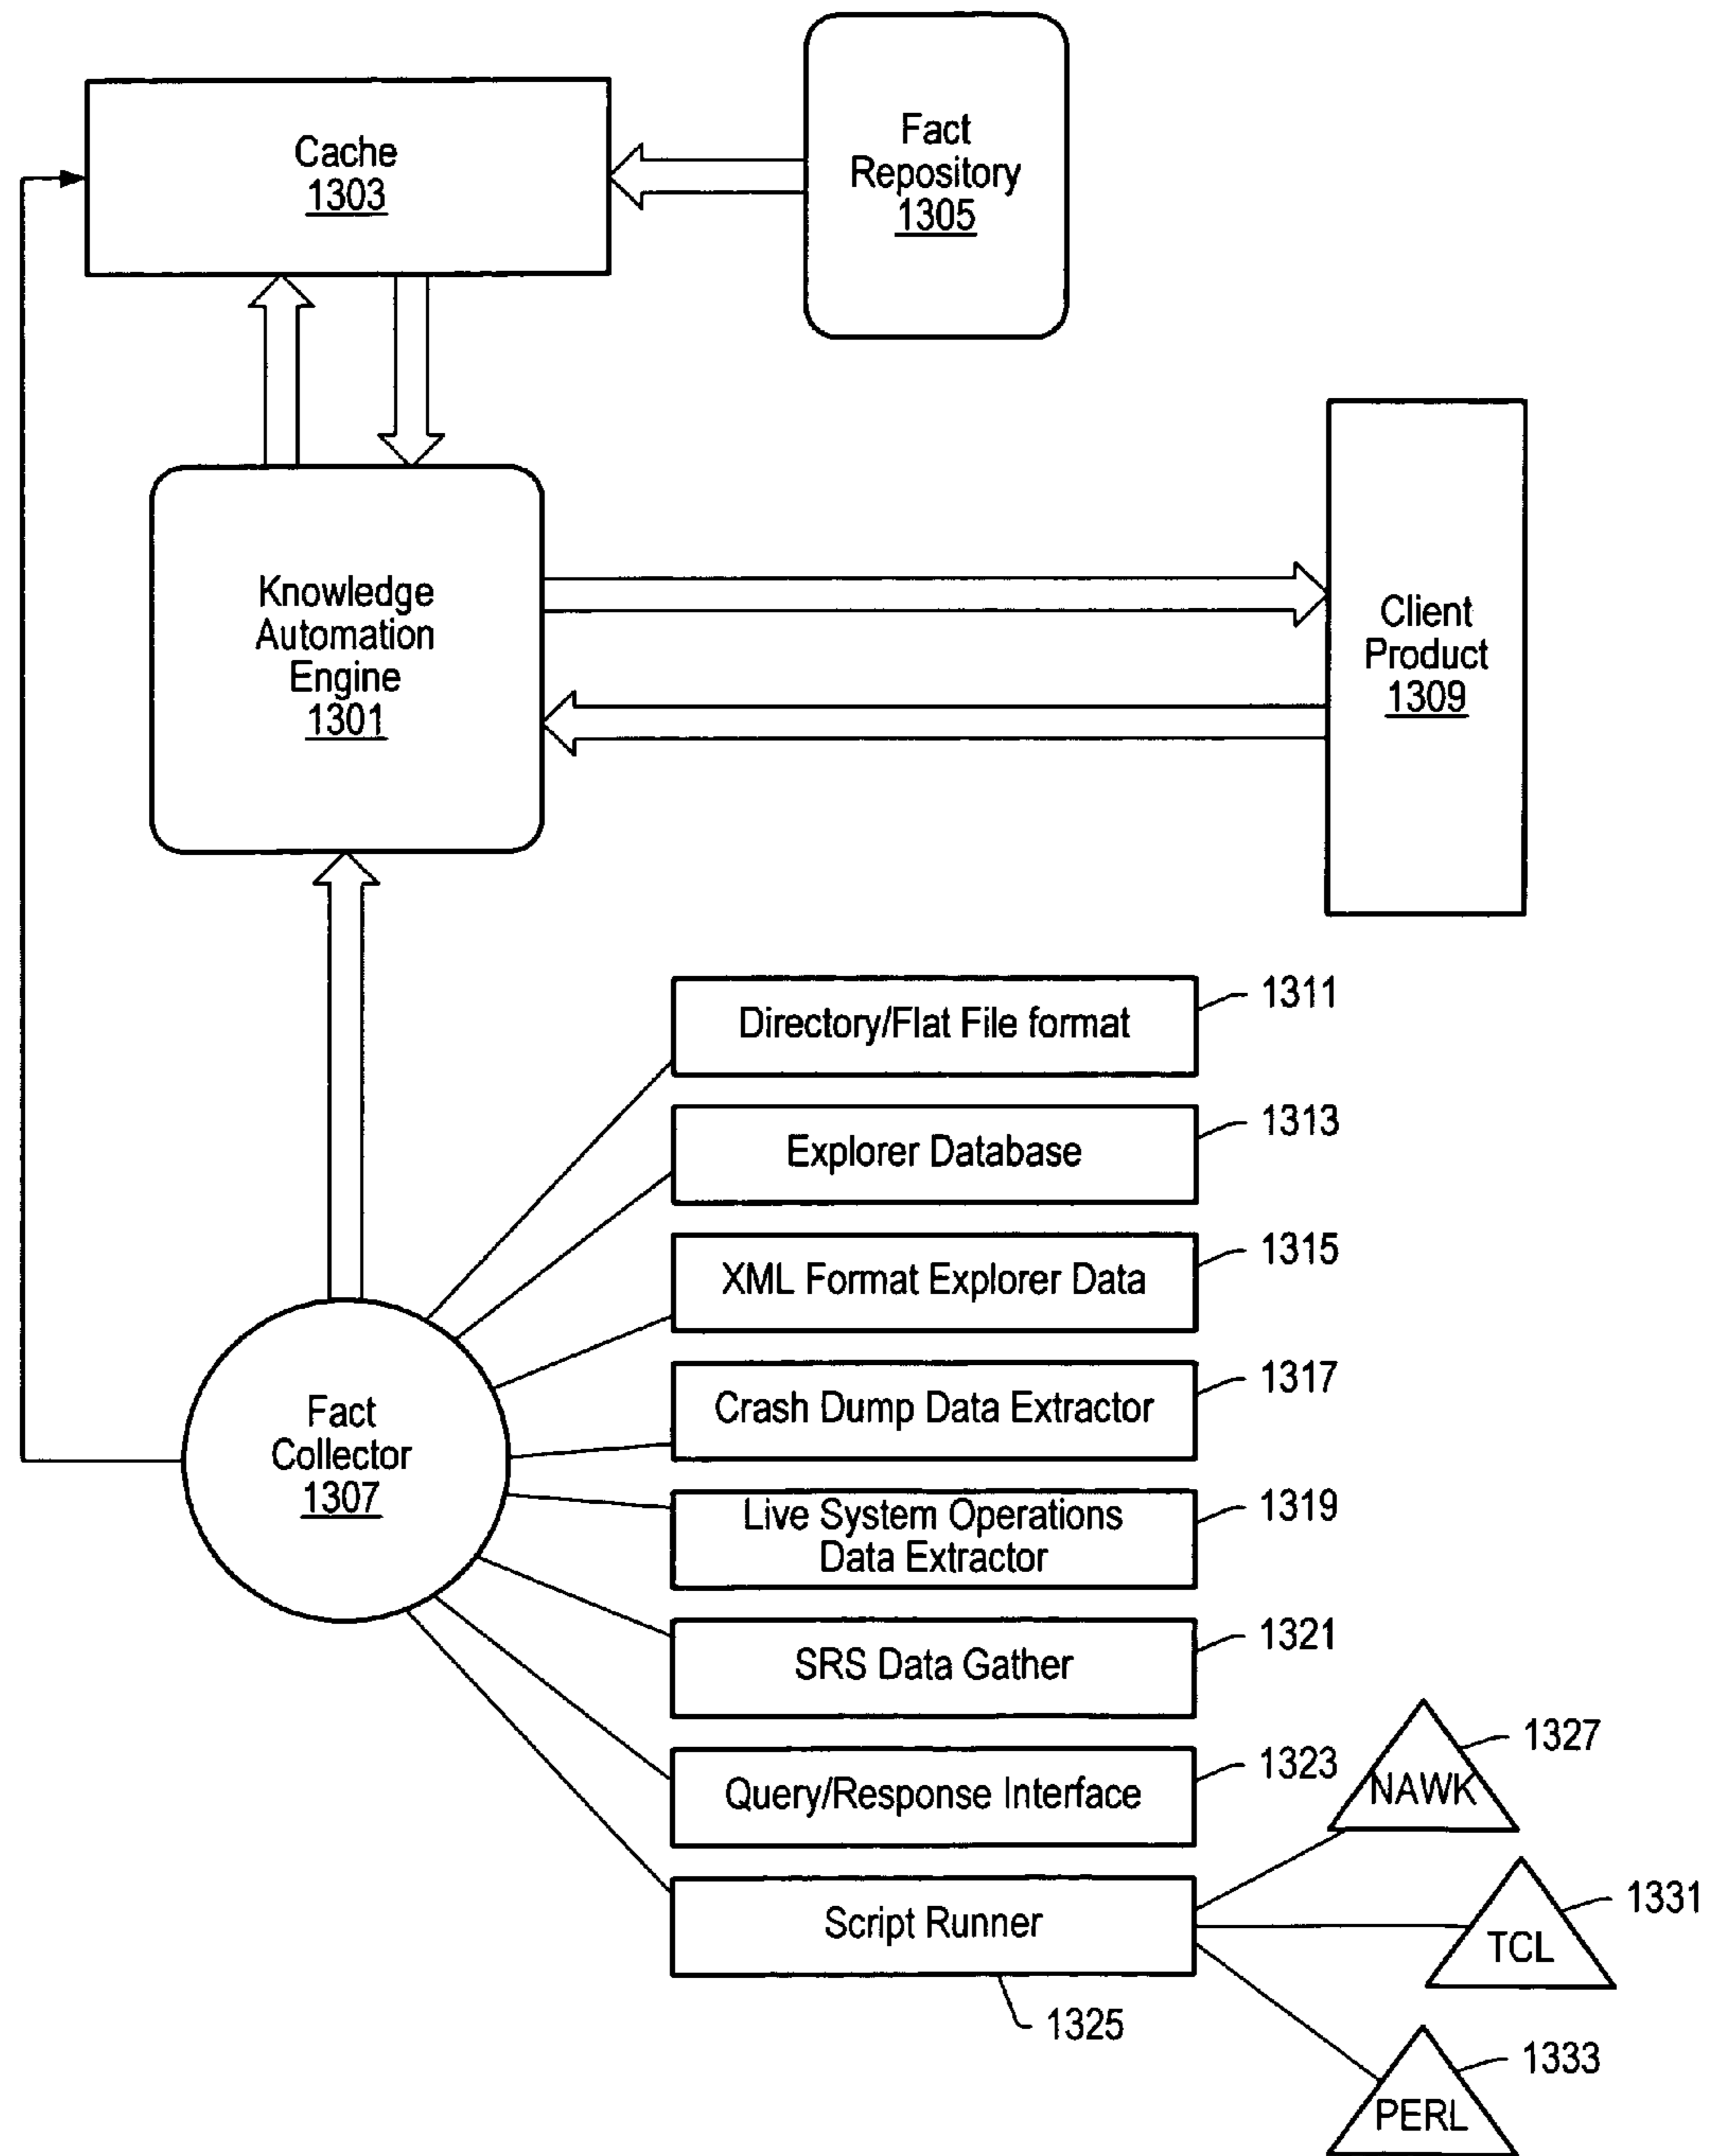 Fact
Repository
1305
Cache
1303
Knowledge
Automation
Engine
1301
Client
Product
1309
Directory/Flat File format
1311
Explorer Database
1313
XML Format Explorer Data
1315
Crash Dump Data Extractor
1317
Fact
Collector
1307
Live System Operations
Data Extractor
1319
SRS Data Gather
1321
Query/Response Interface
1323
NAWK
1327
Script Runner
1325
TCL
1331
PERL
1333